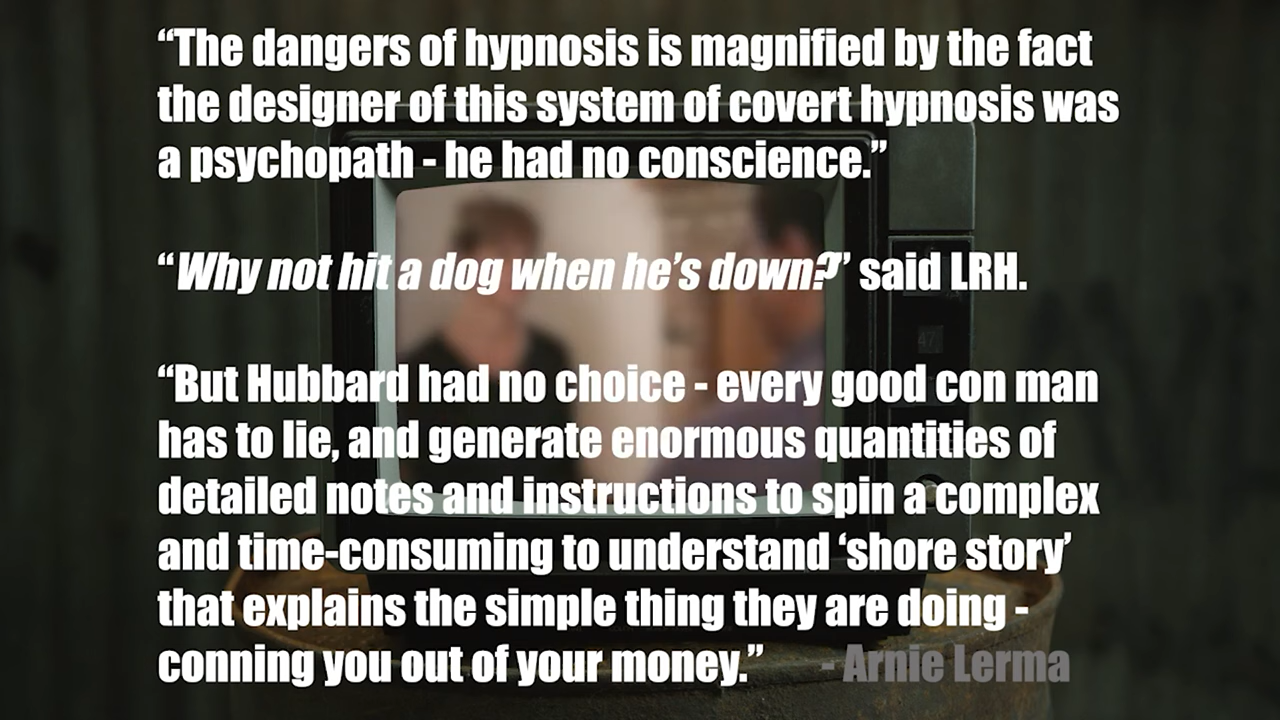 “The dangers of hypnosis is magnified by the fact
the designer of this system of covert hypnosis was
a psychopath - he had no conscience.”
“Why not hit a dog when he’s down?” said LRH.
“But Hubbard had no choice - every good con man
has to lie, and generate enormous quantities of
detailed notes and instructions to spin a complex
and time-consuming to understand ‘shore story’
that explains the simple thing they are doing -
conning you out of your money.” - Arnie Lerma